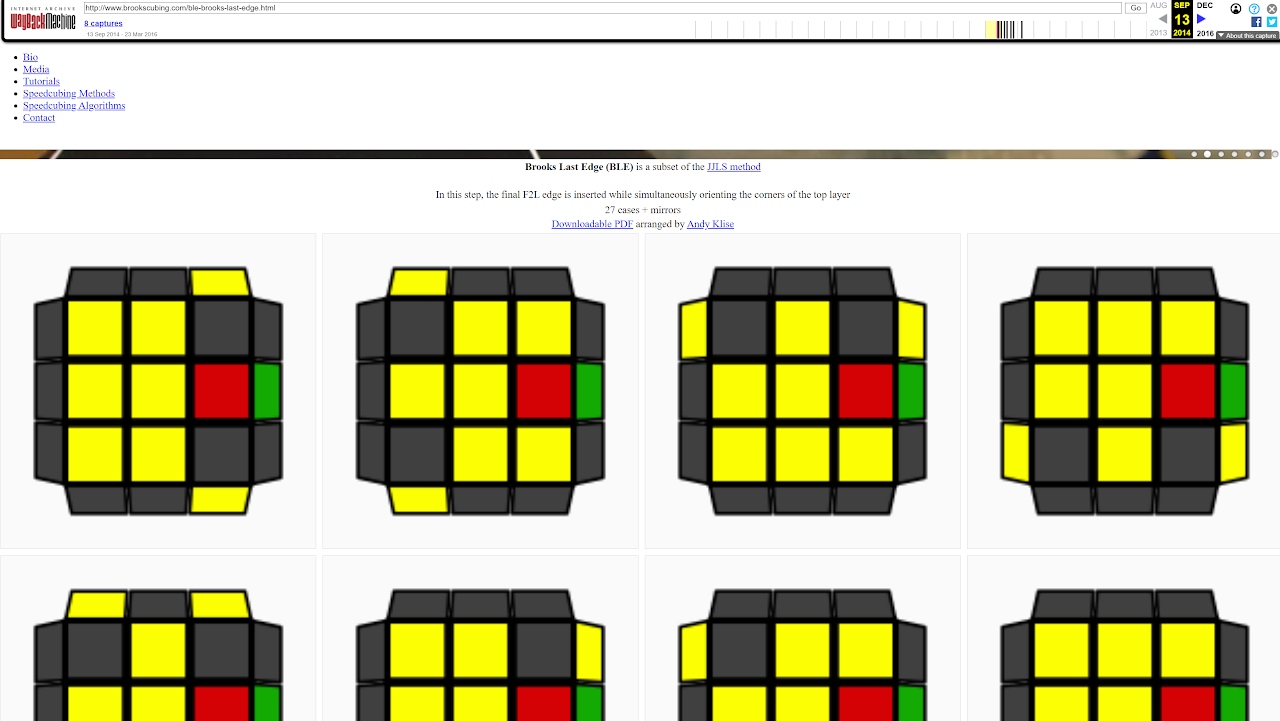 INTERNET ARCHIVE
WayBackMachine
http://www.brookscubing.com/ble-brooks-last-edge.html
Go
AUG
SEP
DEC
8 captures
13
13 Sep 2014 - 23 Mar 2016
2013
2014
2016
About this capture
Bio
Media
Tutorials
Speedcubing Methods
Speedcubing Algorithms
Contact
Brooks Last Edge (BLE) is a subset of the JJLS method
In this step, the final F2L edge is inserted while simultaneously orienting the corners of the top layer
27 cases + mirrors
Downloadable PDF arranged by Andy Klise